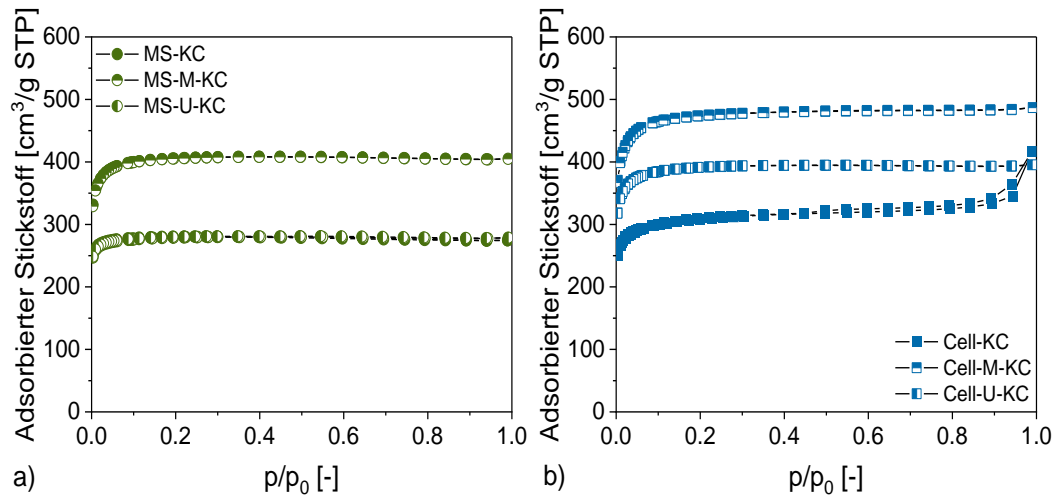 Adsorbierter Stickstoff [cm³/g STP]
600
500
400
300
200
100
0
MS-KC
MS-M-KC
MS-U-KC
0.0 0.2 0.4 0.6 0.8 1.0
a)
p/p₀ [-]
Adsorbierter Stickstoff [cm³/g STP]
600
500
400
300
200
100
0
Cell-KC
Cell-M-KC
Cell-U-KC
0.0 0.2 0.4 0.6 0.8 1.0
b)
p/p₀ [-]